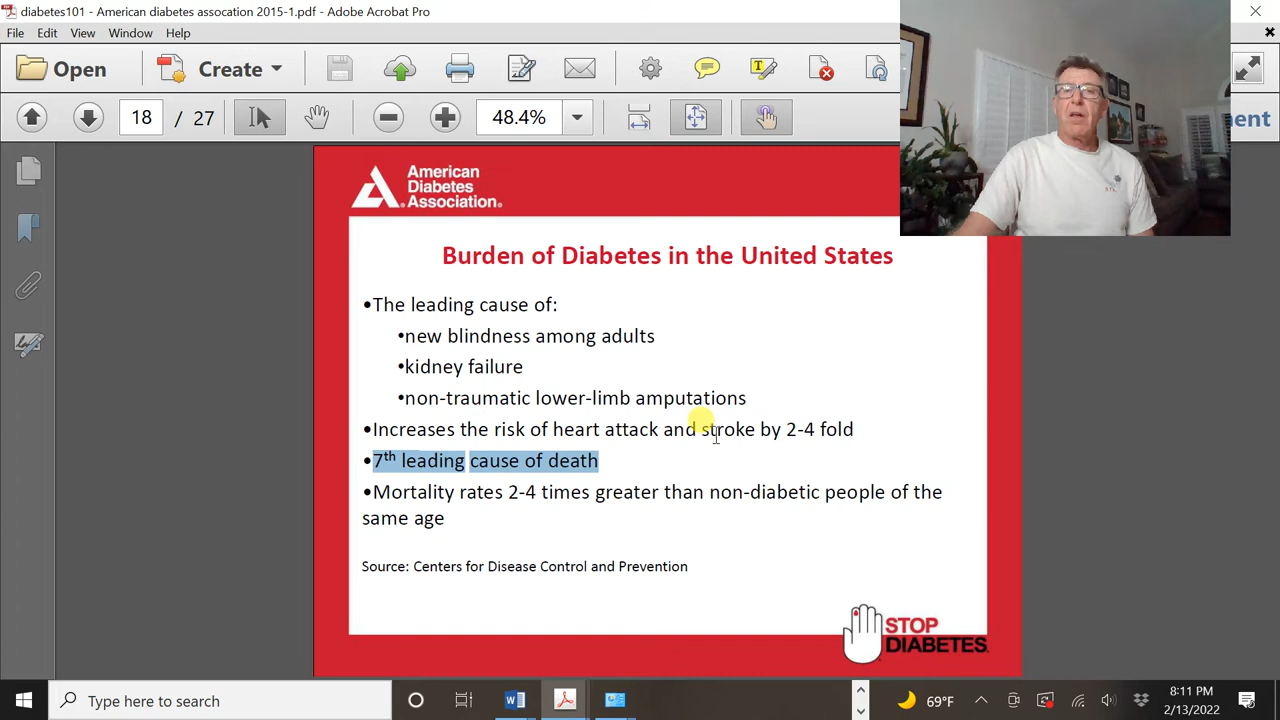 diabetes101 - American diabetes assocation 2015-1.pdf - Adobe Acrobat Pro
File Edit View Window Help
Open Create
18 / 27 48.4% ment
American
Diabetes
Association®
Burden of Diabetes in the United States
•The leading cause of:
•new blindness among adults
•kidney failure
•non-traumatic lower-limb amputations
•Increases the risk of heart attack and stroke by 2-4 fold
•7th leading cause of death
•Mortality rates 2-4 times greater than non-diabetic people of the
same age
Source: Centers for Disease Control and Prevention
STOP
DIABETES
Type here to search
69°F
8:11 PM
2/13/2022